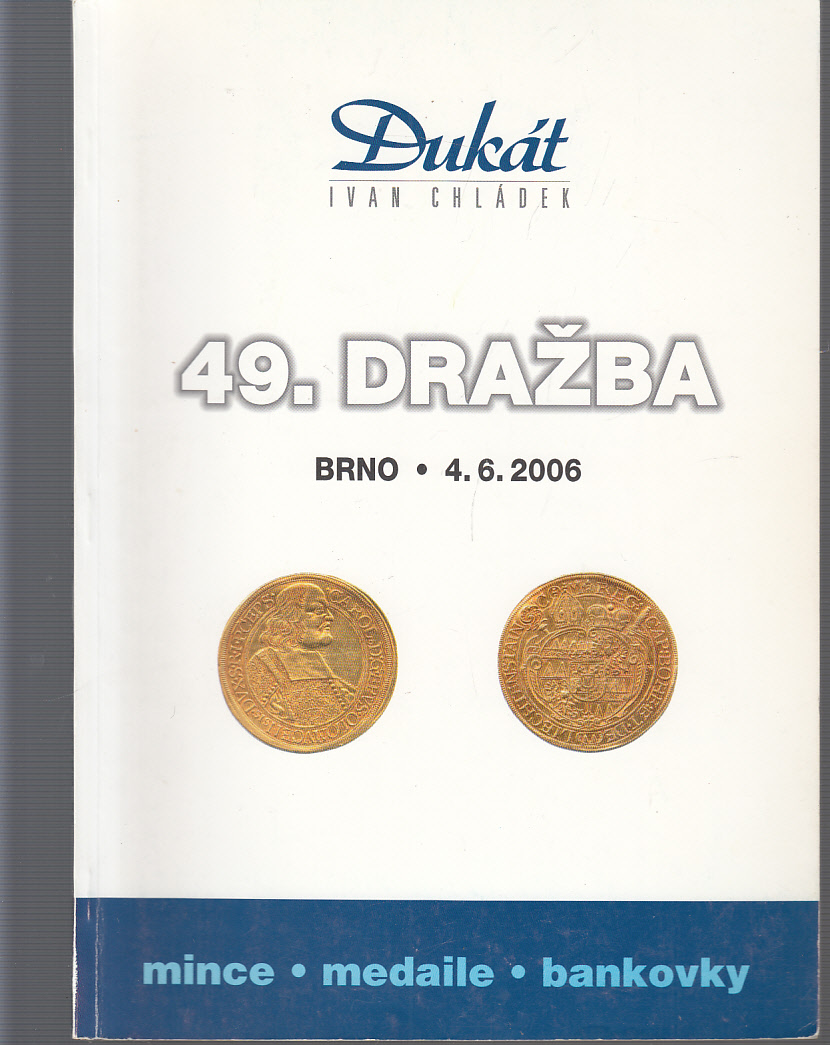 Dukát
IVAN CHLÁDEK
49. DRAŽBA
BRNO • 4. 6. 2006
mince • medaile • bankovky